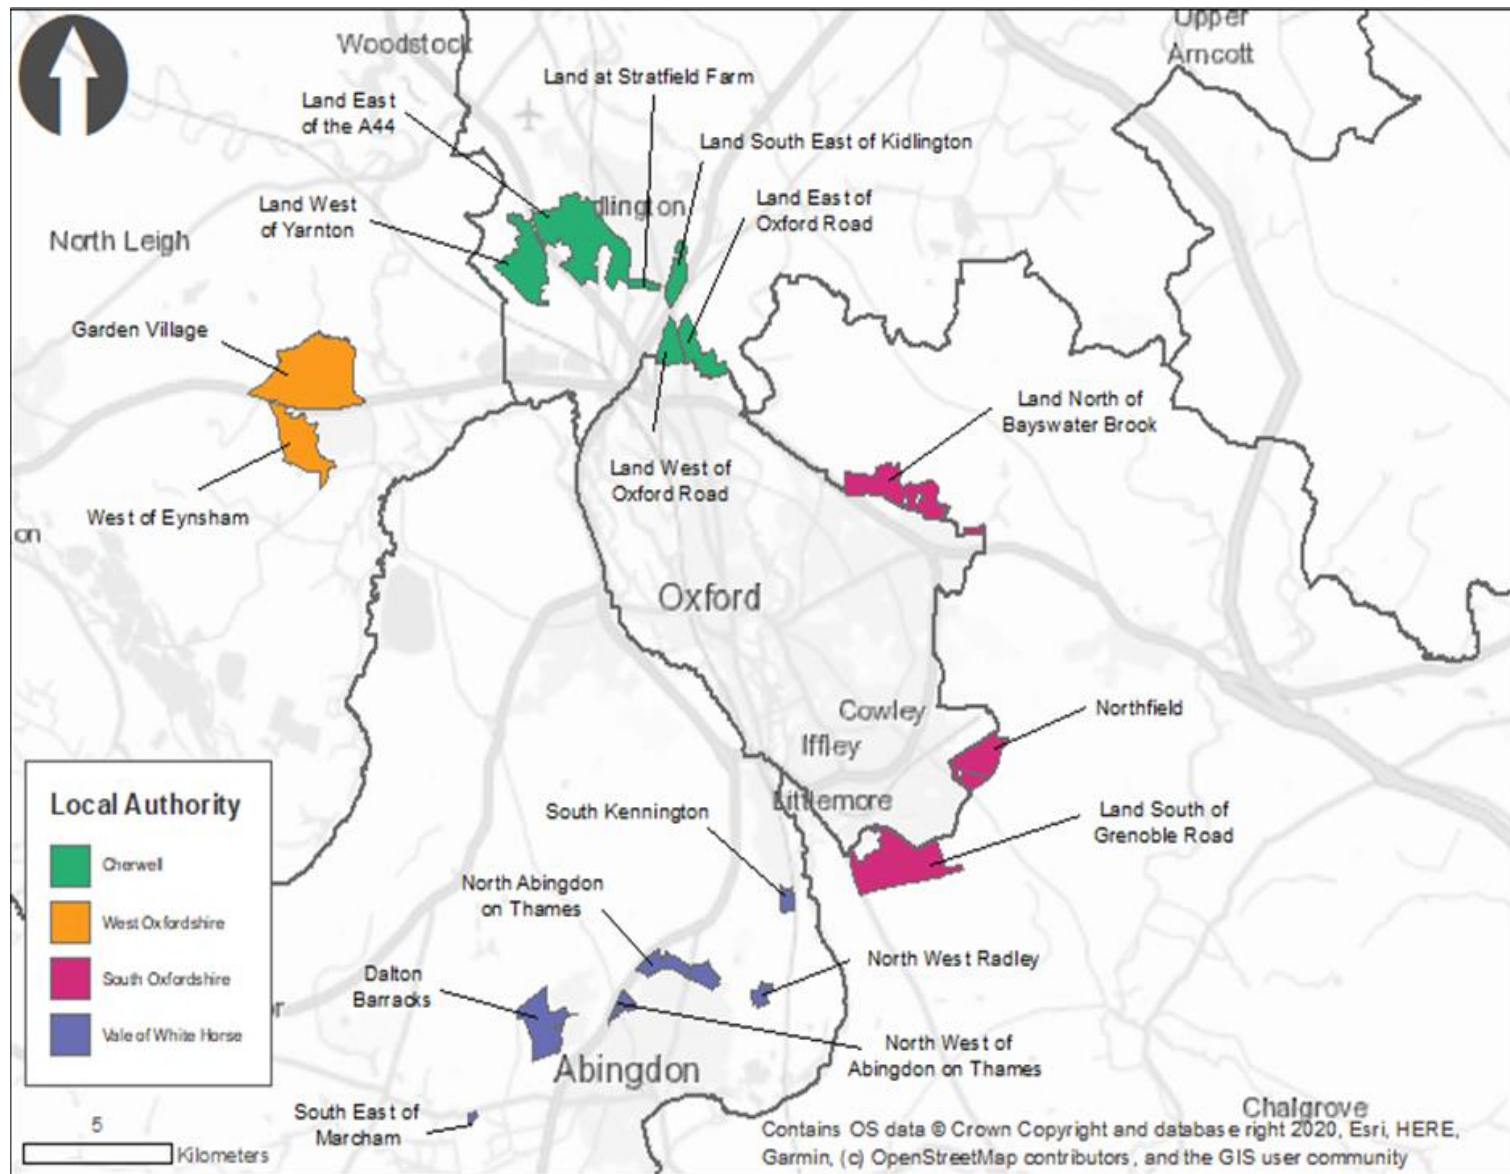 Upper
Arncott
Woodstock
Land at Stratfield Farm
Land East
of the A44
Land South East of Kidlington
Land West
of Yarnton
dlington
Land East of
Oxford Road
North Leigh
Garden Village
Land North of
Bayswater Brook
Land West of
Oxford Road
West of Eynsham
on
Oxford
Cowley
Iffley
Northfield
Littlemore
South Kennington
Land South of
Grenoble Road
Local Authority
Cherwell
West Oxfordshire
South Oxfordshire
Vale of White Horse
North Abingdon
on Thames
North West Radley
Dalton
Barracks
or
North West of
Abingdon on Thames
Abingdon
South East of
Marcham
Chalgrove
5
Kilometers
Contains OS data © Crown Copyright and database right 2020, Esri, HERE,
Garmin, (c) OpenStreetMap contributors, and the GIS user community